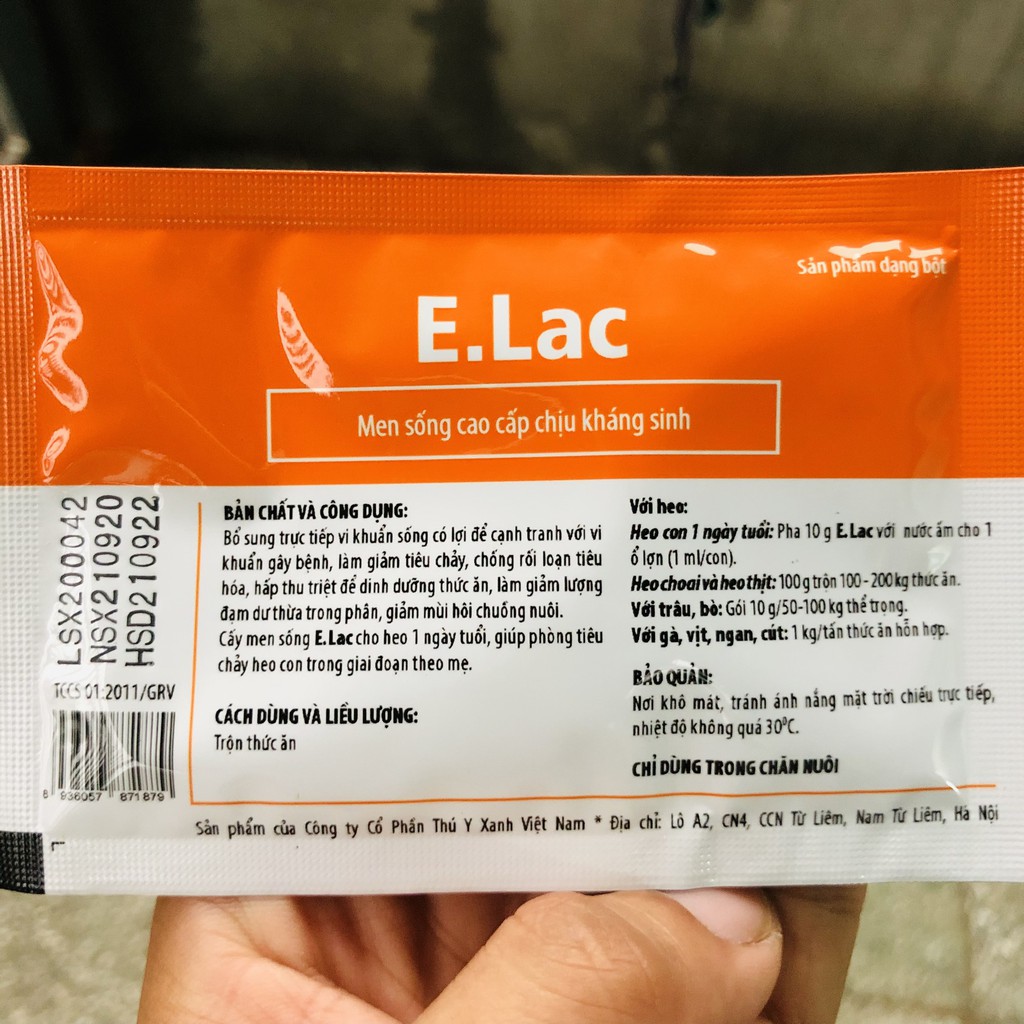 Sản phẩm dạng bột
E.Lac
Men sống cao cấp chịu kháng sinh
LSX200042
NSX210920
HSD210922
TCCS 01:2011/GRV
8 936057 871879
BẢN CHẤT VÀ CÔNG DỤNG:
Bổ sung trực tiếp vi khuẩn sống có lợi để cạnh tranh với vi
khuẩn gây bệnh, làm giảm tiêu chảy, chống rối loạn tiêu
hóa, hấp thu triệt để dinh dưỡng thức ăn, làm giảm lượng
đạm dư thừa trong phân, giảm mùi hôi chuồng nuôi.
Cấy men sống E.Lac cho heo 1 ngày tuổi, giúp phòng tiêu
chảy heo con trong giai đoạn theo mẹ.
CÁCH DÙNG VÀ LIỀU LƯỢNG:
Trộn thức ăn
Với heo:
Heo con 1 ngày tuổi: Pha 10 g E.Lac với nước ấm cho 1
ổ lợn (1 ml/con).
Heo choai và heo thịt: 100 g trộn 100 - 200 kg thức ăn.
Với trâu, bò: Gói 10 g/50-100 kg thể trọng.
Với gà, vịt, ngan, cút: 1 kg/tấn thức ăn hỗn hợp.
BẢO QUẢN:
Nơi khô mát, tránh ánh nắng mặt trời chiếu trực tiếp,
nhiệt độ không quá 30⁰C.
CHỈ DÙNG TRONG CHĂN NUÔI
Sản phẩm của Công ty Cổ Phần Thú Y Xanh Việt Nam * Địa chỉ: Lô A2, CN4, CCN Từ Liêm, Nam Từ Liêm, Hà Nội